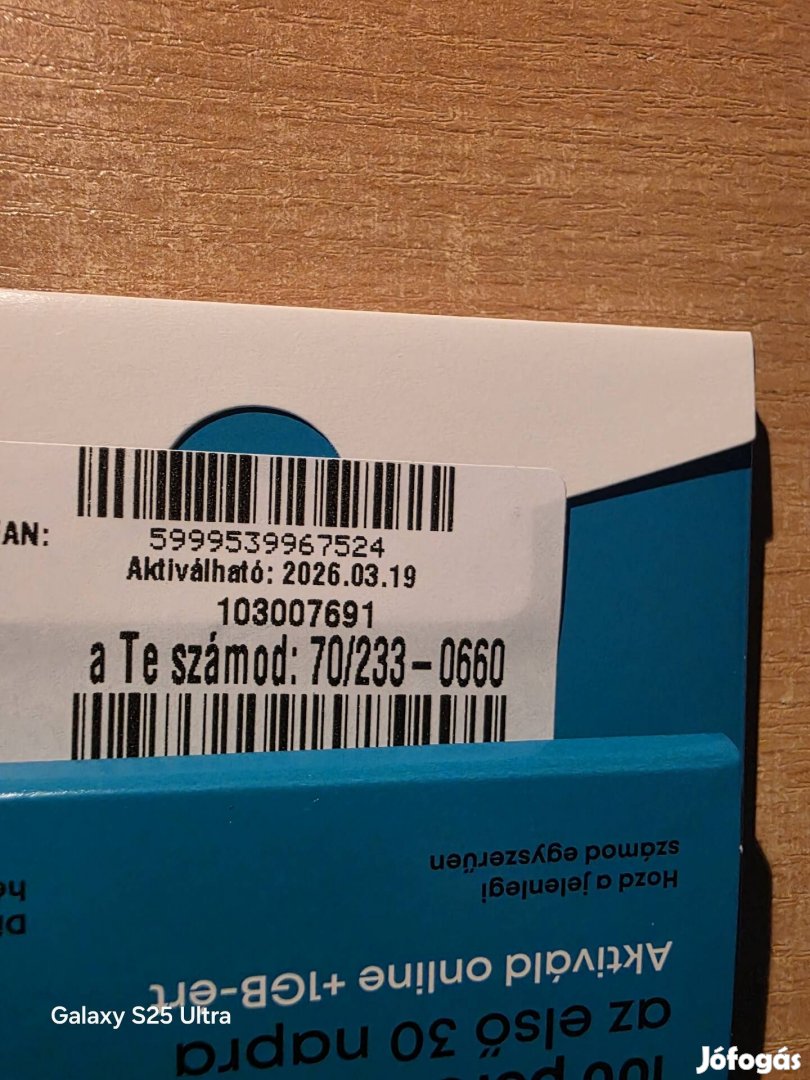 AN:
5999539967524
Aktiválható: 2026.03.19
103007691
a Te számod: 70/233-0660
Hozd a jelenlegi
számod egyszerűen
Aktiváld online +1GB-ért
az első 30 napra
100
Galaxy S25 Ultra
Jófogás